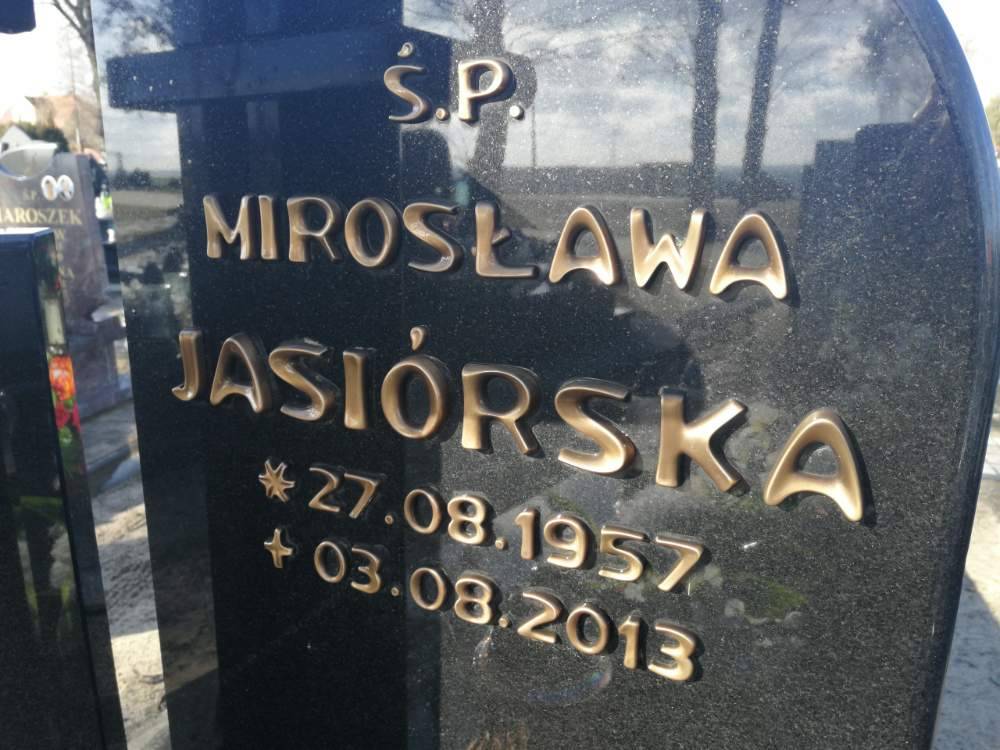 Ś.P.
MIROSŁAWA
JASIÓRSKA
* 27.08.1957
+ 03.08.2013